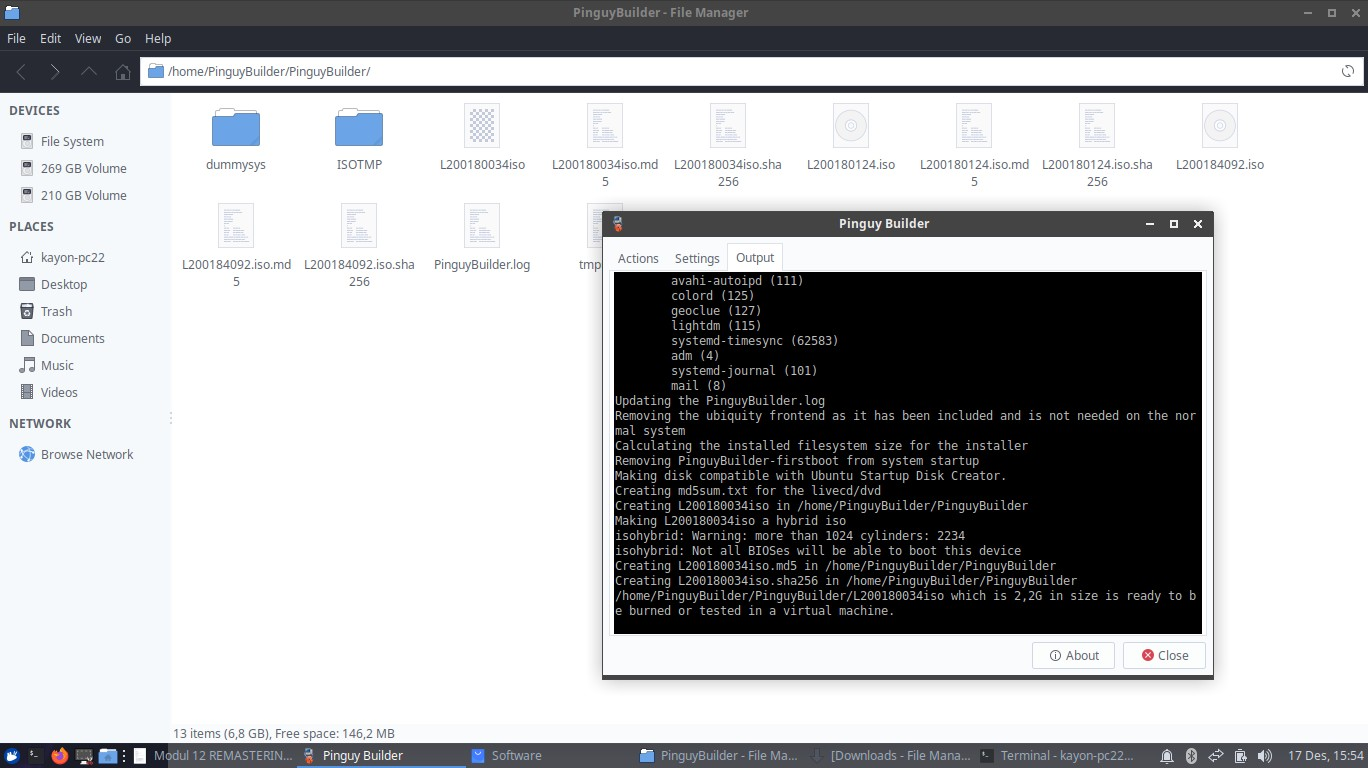 PinguyBuilder - File Manager
File Edit View Go Help
/home/PinguyBuilder/PinguyBuilder/
DEVICES
File System
269 GB Volume
210 GB Volume
PLACES
kayon-pc22
Desktop
Trash
Documents
Music
Videos
NETWORK
Browse Network
dummysys
ISOTMP
L200180034iso
L200180034iso.md
5
L200180034iso.sha
256
L200180124.iso
L200180124.iso.md
5
L200180124.iso.sha
256
L200184092.iso
L200184092.iso.md
5
L200184092.iso.sha
256
PinguyBuilder.log
tmp
Pinguy Builder
Actions Settings Output
avahi-autoipd (111)
colord (125)
geoclue (127)
lightdm (115)
systemd-timesync (62583)
adm (4)
systemd-journal (101)
mail (8)
Updating the PinguyBuilder.log
Removing the ubiquity frontend as it has been included and is not needed on the nor
mal system
Calculating the installed filesystem size for the installer
Removing PinguyBuilder-firstboot from system startup
Making disk compatible with Ubuntu Startup Disk Creator.
Creating md5sum.txt for the livecd/dvd
Creating L200180034iso in /home/PinguyBuilder/PinguyBuilder
Making L200180034iso a hybrid iso
isohybrid: Warning: more than 1024 cylinders: 2234
isohybrid: Not all BIOSes will be able to boot this device
Creating L200180034iso.md5 in /home/PinguyBuilder/PinguyBuilder
Creating L200180034iso.sha256 in /home/PinguyBuilder/PinguyBuilder
/home/PinguyBuilder/PinguyBuilder/L200180034iso which is 2,2G in size is ready to b
e burned or tested in a virtual machine.
About Close
13 items (6,8 GB), Free space: 146,2 MB
Modul 12 REMASTERIN... Pinguy Builder Software PinguyBuilder - File Ma... [Downloads - File Mana... Terminal - kayon-pc22... 17 Des, 15:54